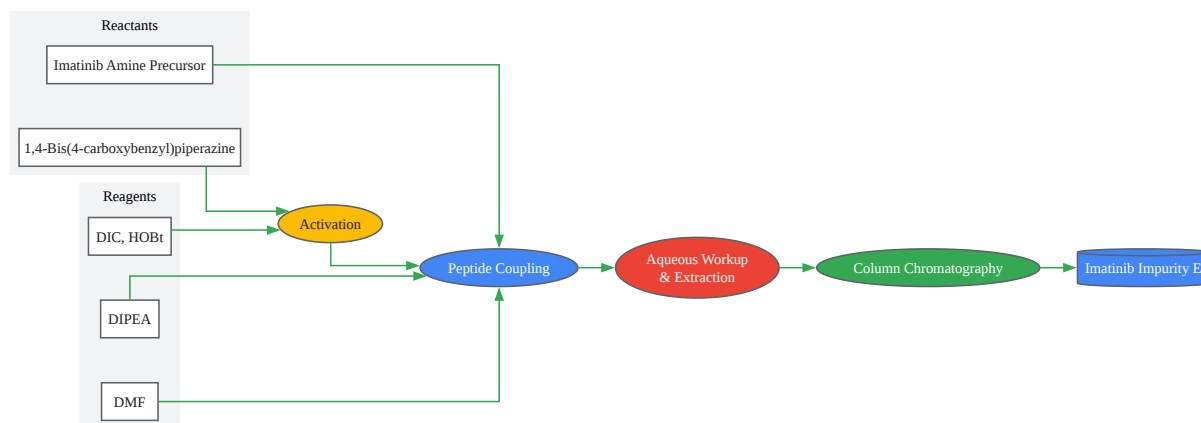 Reactants
Imatinib Amine Precursor
1,4-Bis(4-carboxybenzyl)piperazine
Reagents
DIC, HOBt
DIPEA
DMF
Activation
Peptide Coupling
Aqueous Workup
& Extraction
Column Chromatography
Imatinib Impurity E